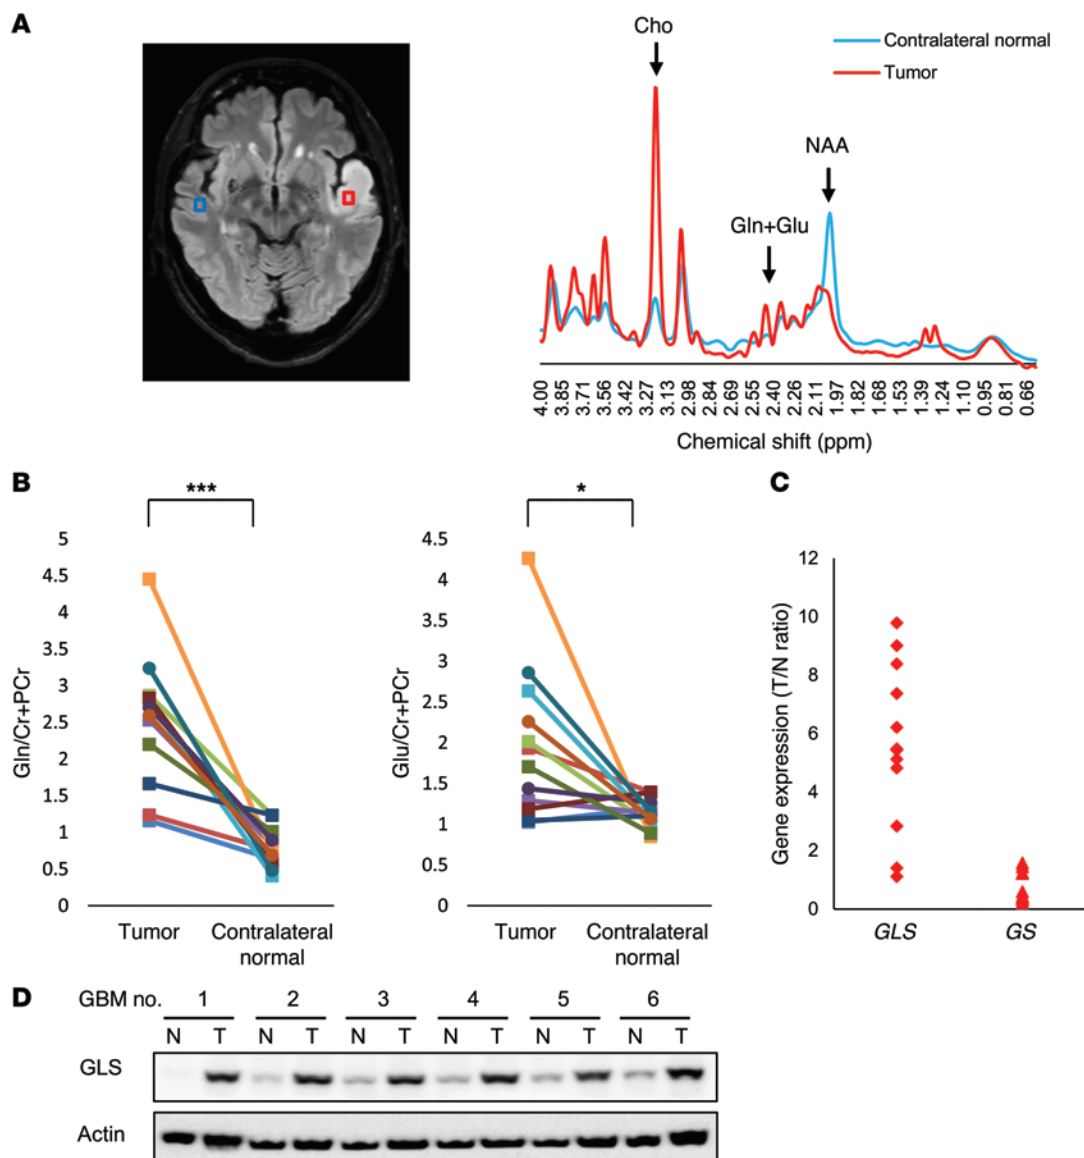 A
Cho
Contralateral normal
Tumor
NAA
Gln+Glu
4.00 3.85 3.71 3.56 3.42 3.27 3.13 2.98 2.84 2.69 2.55 2.40 2.26 2.11 1.97 1.82 1.68 1.53 1.39 1.24 1.10 0.95 0.81 0.66
Chemical shift (ppm)
B
***
Gln/Cr+PCr
5
4.5
4
3.5
3
2.5
2
1.5
1
0.5
0
Tumor Contralateral
normal
*
Glu/Cr+PCr
4.5
4
3.5
3
2.5
2
1.5
1
0.5
0
Tumor Contralateral
normal
C
Gene expression (T/N ratio)
12
10
8
6
4
2
0
GLS GS
D
GBM no. 1 2 3 4 5 6
N T N T N T N T N T N T
GLS
Actin